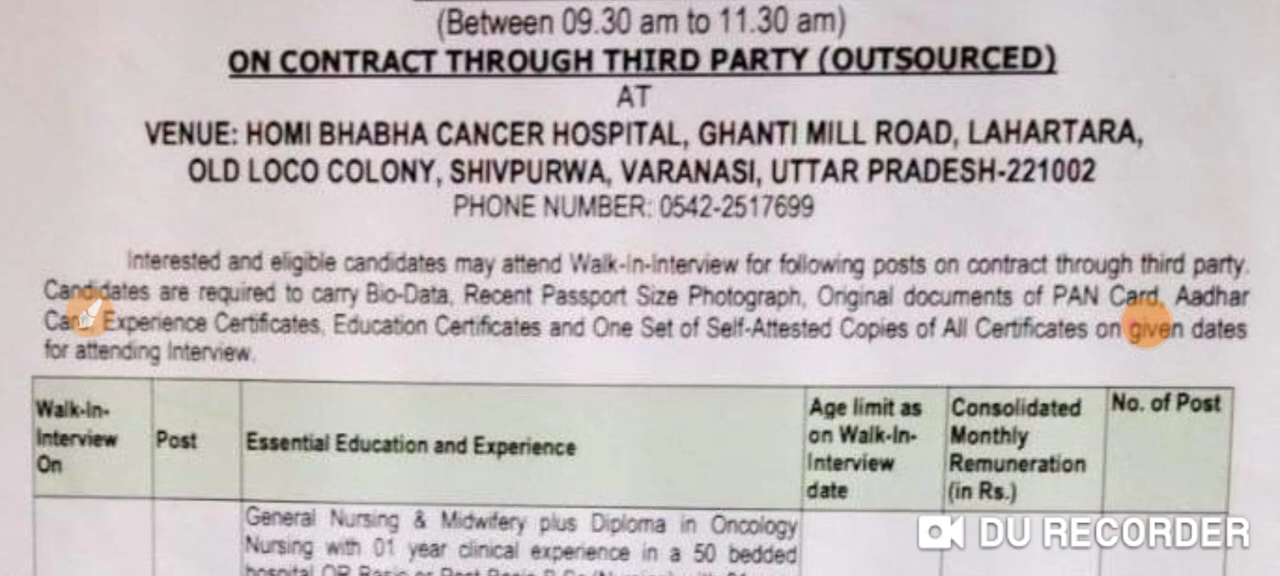 (Between 09.30 am to 11.30 am)
ON CONTRACT THROUGH THIRD PARTY (OUTSOURCED)
AT
VENUE: HOMI BHABHA CANCER HOSPITAL, GHANTI MILL ROAD, LAHARTARA,
OLD LOCO COLONY, SHIVPURWA, VARANASI, UTTAR PRADESH-221002
PHONE NUMBER: 0542-2517699
Interested and eligible candidates may attend Walk-In-Interview for following posts on contract through third party.
Candidates are required to carry Bio-Data, Recent Passport Size Photograph, Original documents of PAN Card, Aadhar
Card, Experience Certificates, Education Certificates and One Set of Self-Attested Copies of All Certificates on given dates
for attending Interview.
Walk-In-
Interview
On
Post
Essential Education and Experience
Age limit as
on Walk-In-
Interview
date
Consolidated
Monthly
Remuneration
(in Rs.)
No. of Post
General Nursing & Midwifery plus Diploma in Oncology
Nursing with 01 year clinical experience in a 50 bedded
hospital OR Basic or Post Basic
DU RECORDER